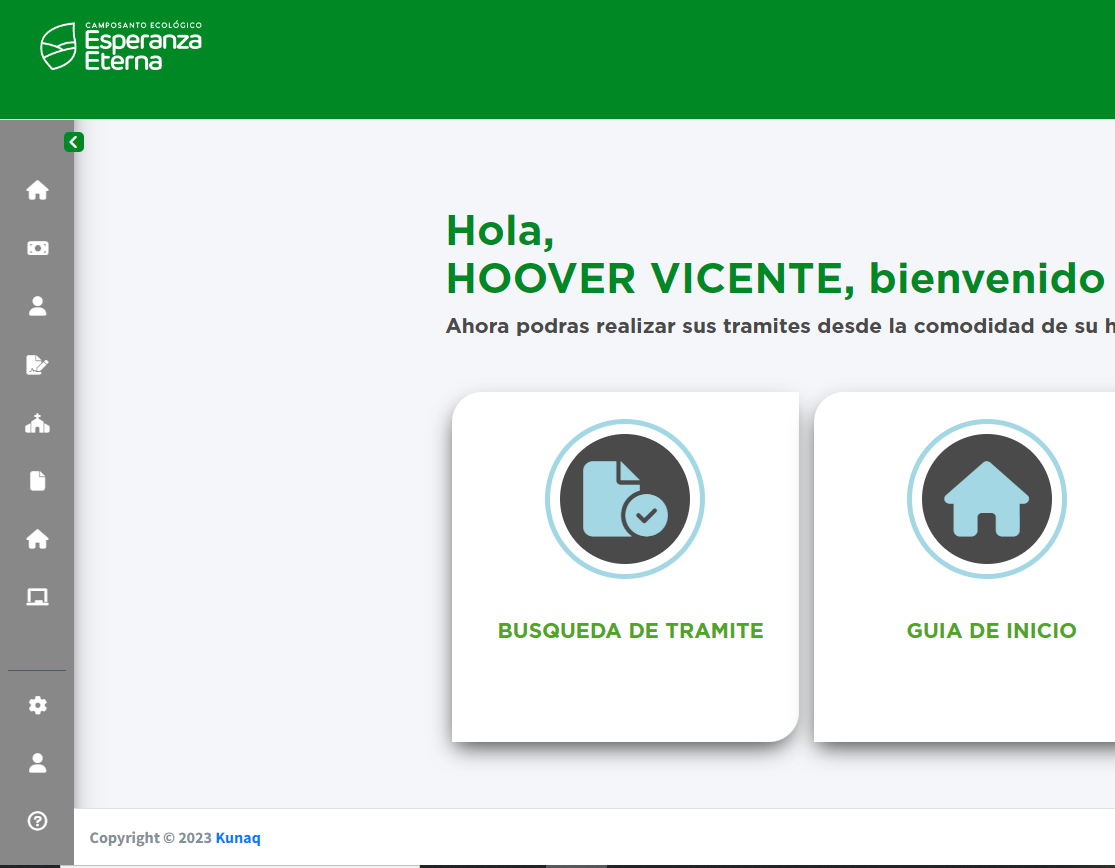 CAMPOSANTO ECOLÓGICO
Esperanza
Eterna
Hola,
HOOVER VICENTE, bienvenido
Ahora podras realizar sus tramites desde la comodidad de su h
BUSQUEDA DE TRAMITE
GUIA DE INICIO
Copyright © 2023 Kunaq